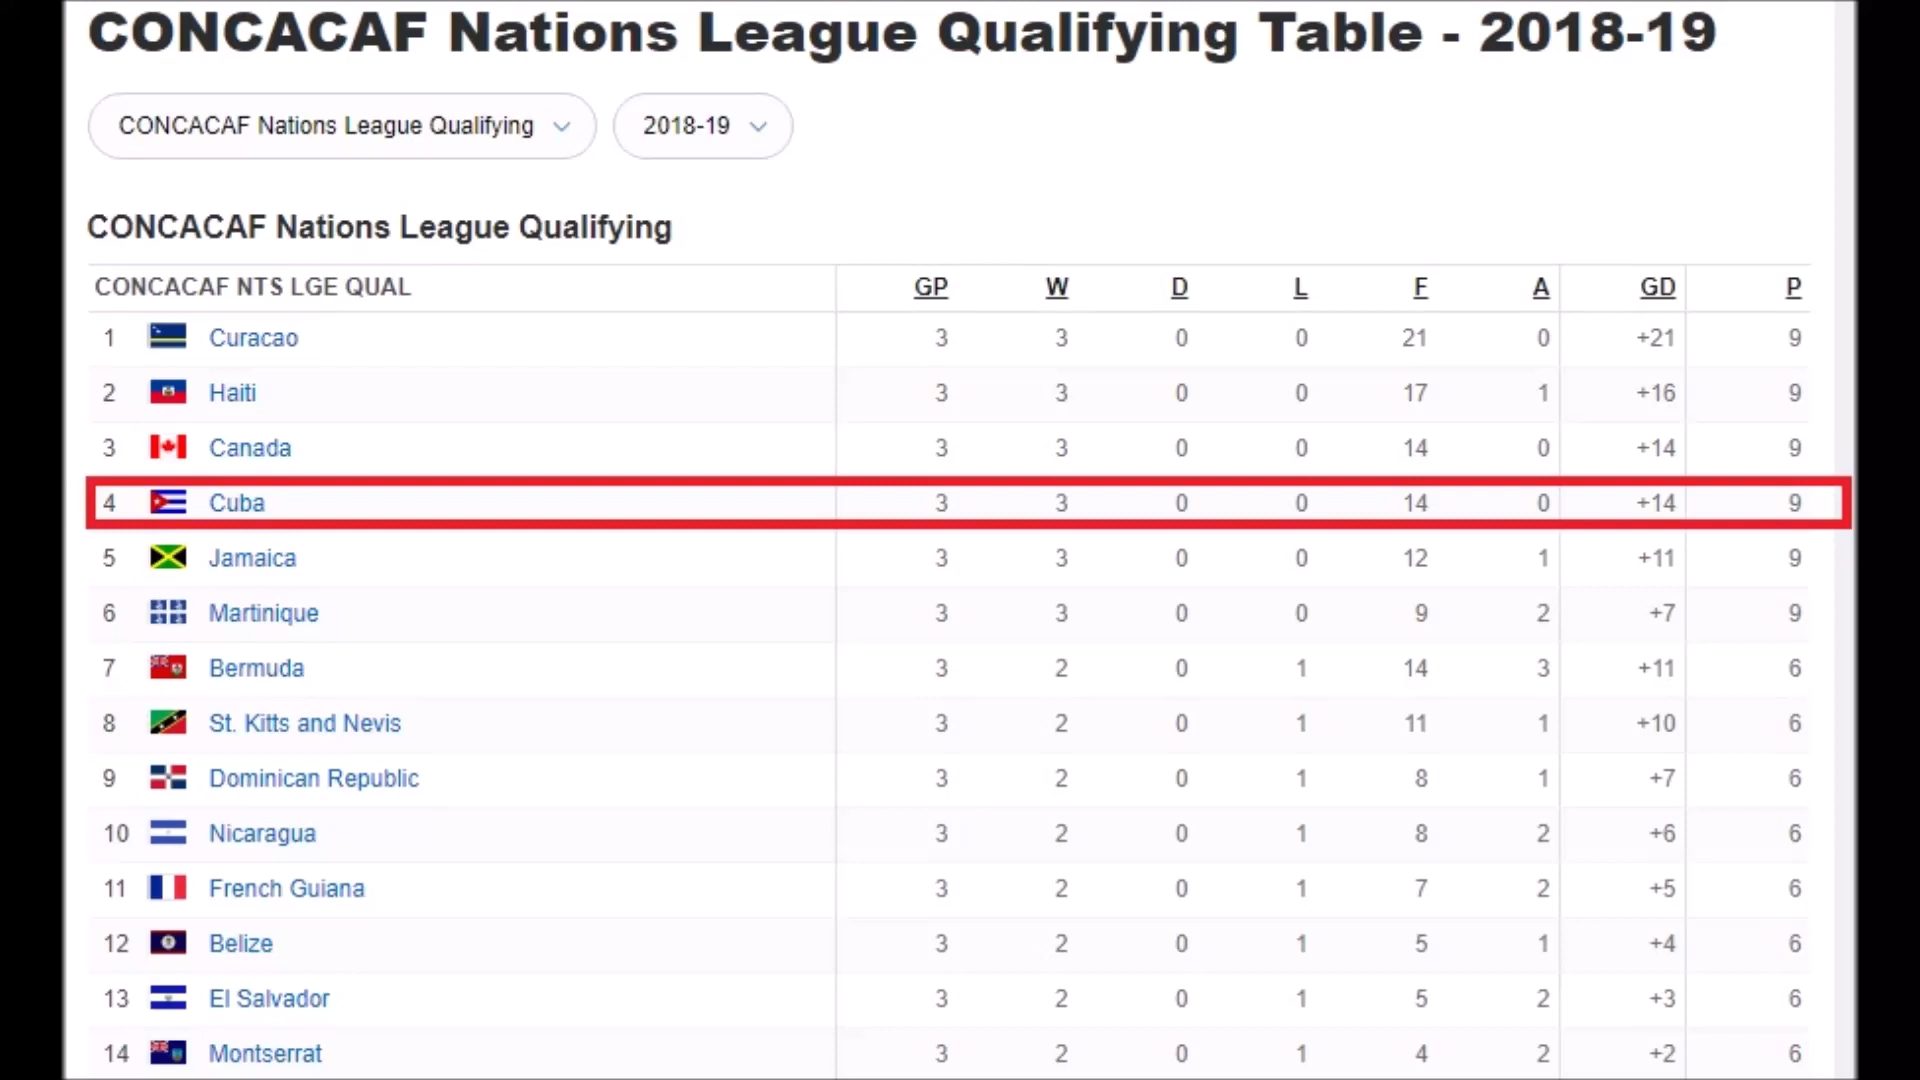 CONCACAF Nations League Qualifying Table - 2018-19
CONCACAF Nations League Qualifying 2018-19
CONCACAF Nations League Qualifying
CONCACAF NTS LGE QUAL GP W D L F A GD P
1 Curacao 3 3 0 0 21 0 +21 9
2 Haiti 3 3 0 0 17 1 +16 9
3 Canada 3 3 0 0 14 0 +14 9
4 Cuba 3 3 0 0 14 0 +14 9
5 Jamaica 3 3 0 0 12 1 +11 9
6 Martinique 3 3 0 0 9 2 +7 9
7 Bermuda 3 2 0 1 14 3 +11 6
8 St. Kitts and Nevis 3 2 0 1 11 1 +10 6
9 Dominican Republic 3 2 0 1 8 1 +7 6
10 Nicaragua 3 2 0 1 8 2 +6 6
11 French Guiana 3 2 0 1 7 2 +5 6
12 Belize 3 2 0 1 5 1 +4 6
13 El Salvador 3 2 0 1 5 2 +3 6
14 Montserrat 3 2 0 1 4 2 +2 6